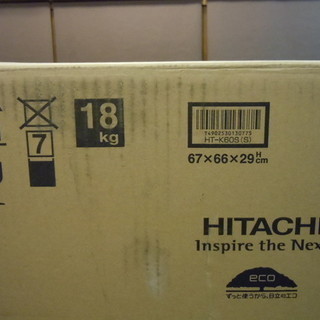 7
18
kg
T4902530130773
HT-K60S(S)
67×66×29 H cm
HITACHI
Inspire the Nex
eco
ずっと使うから、日立のエコ